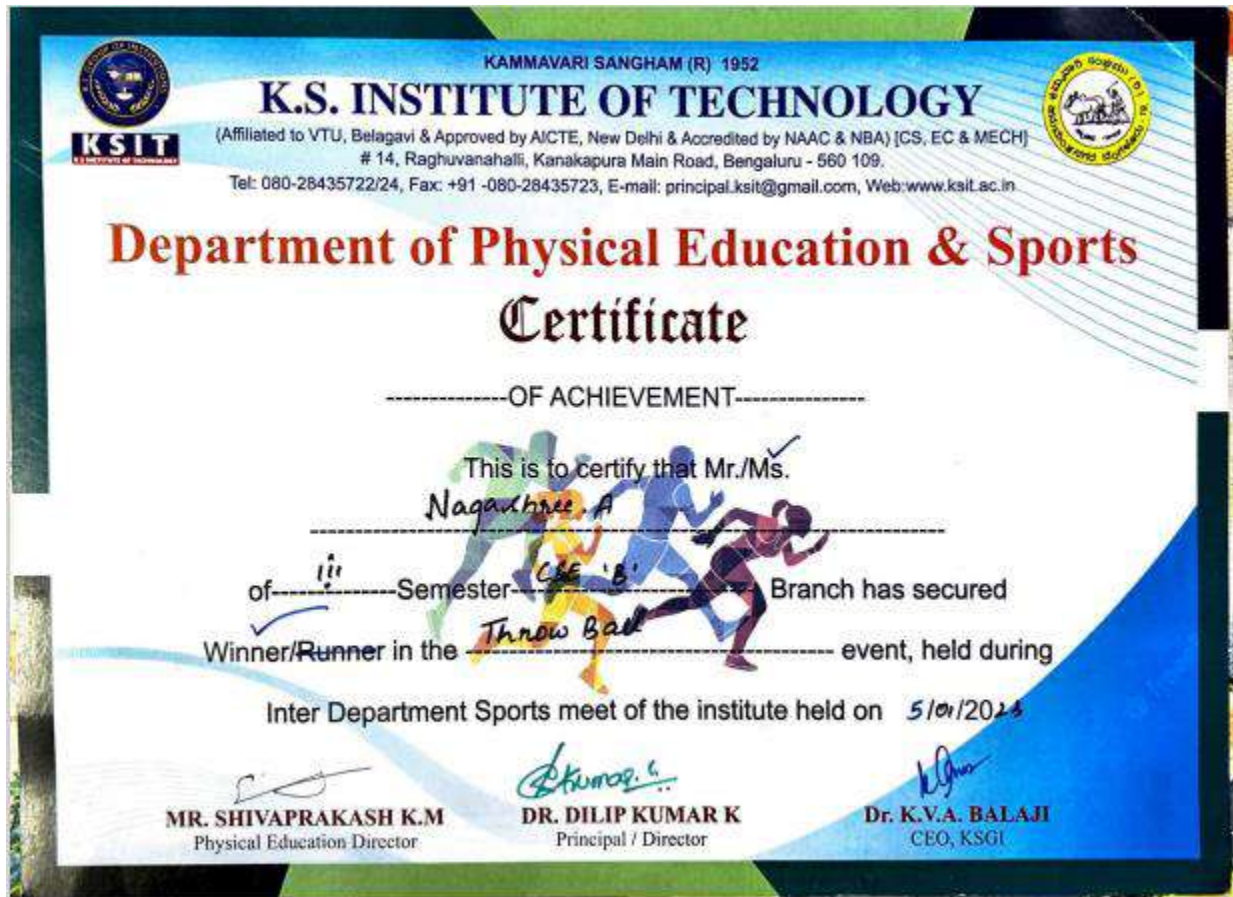 KAMMAVARI SANGHAM (R) 1952
K.S. INSTITUTE OF TECHNOLOGY
(Affiliated to VTU, Belagavi & Approved by AICTE, New Delhi & Accredited by NAAC & NBA) [CS, EC & MECH]
# 14, Raghuvanahalli, Kanakapura Main Road, Bengaluru - 560 109.
Tel: 080-28435722/24, Fax: +91 -080-28435723, E-mail: principal.ksit@gmail.com, Web:www.ksit.ac.in
KSIT
K S INSTITUTE OF TECHNOLOGY
Department of Physical Education & Sports
Certificate
--------------OF ACHIEVEMENT---------------
This is to certify that Mr./Ms.
Nagashree. A
of iii Semester CSE 'B' Branch has secured
Winner/Runner in the Throw Ball event, held during
Inter Department Sports meet of the institute held on 5/01/202
MR. SHIVAPRAKASH K.M
Physical Education Director
DR. DILIP KUMAR K
Principal / Director
Dr. K.V.A. BALAJI
CEO, KSGI